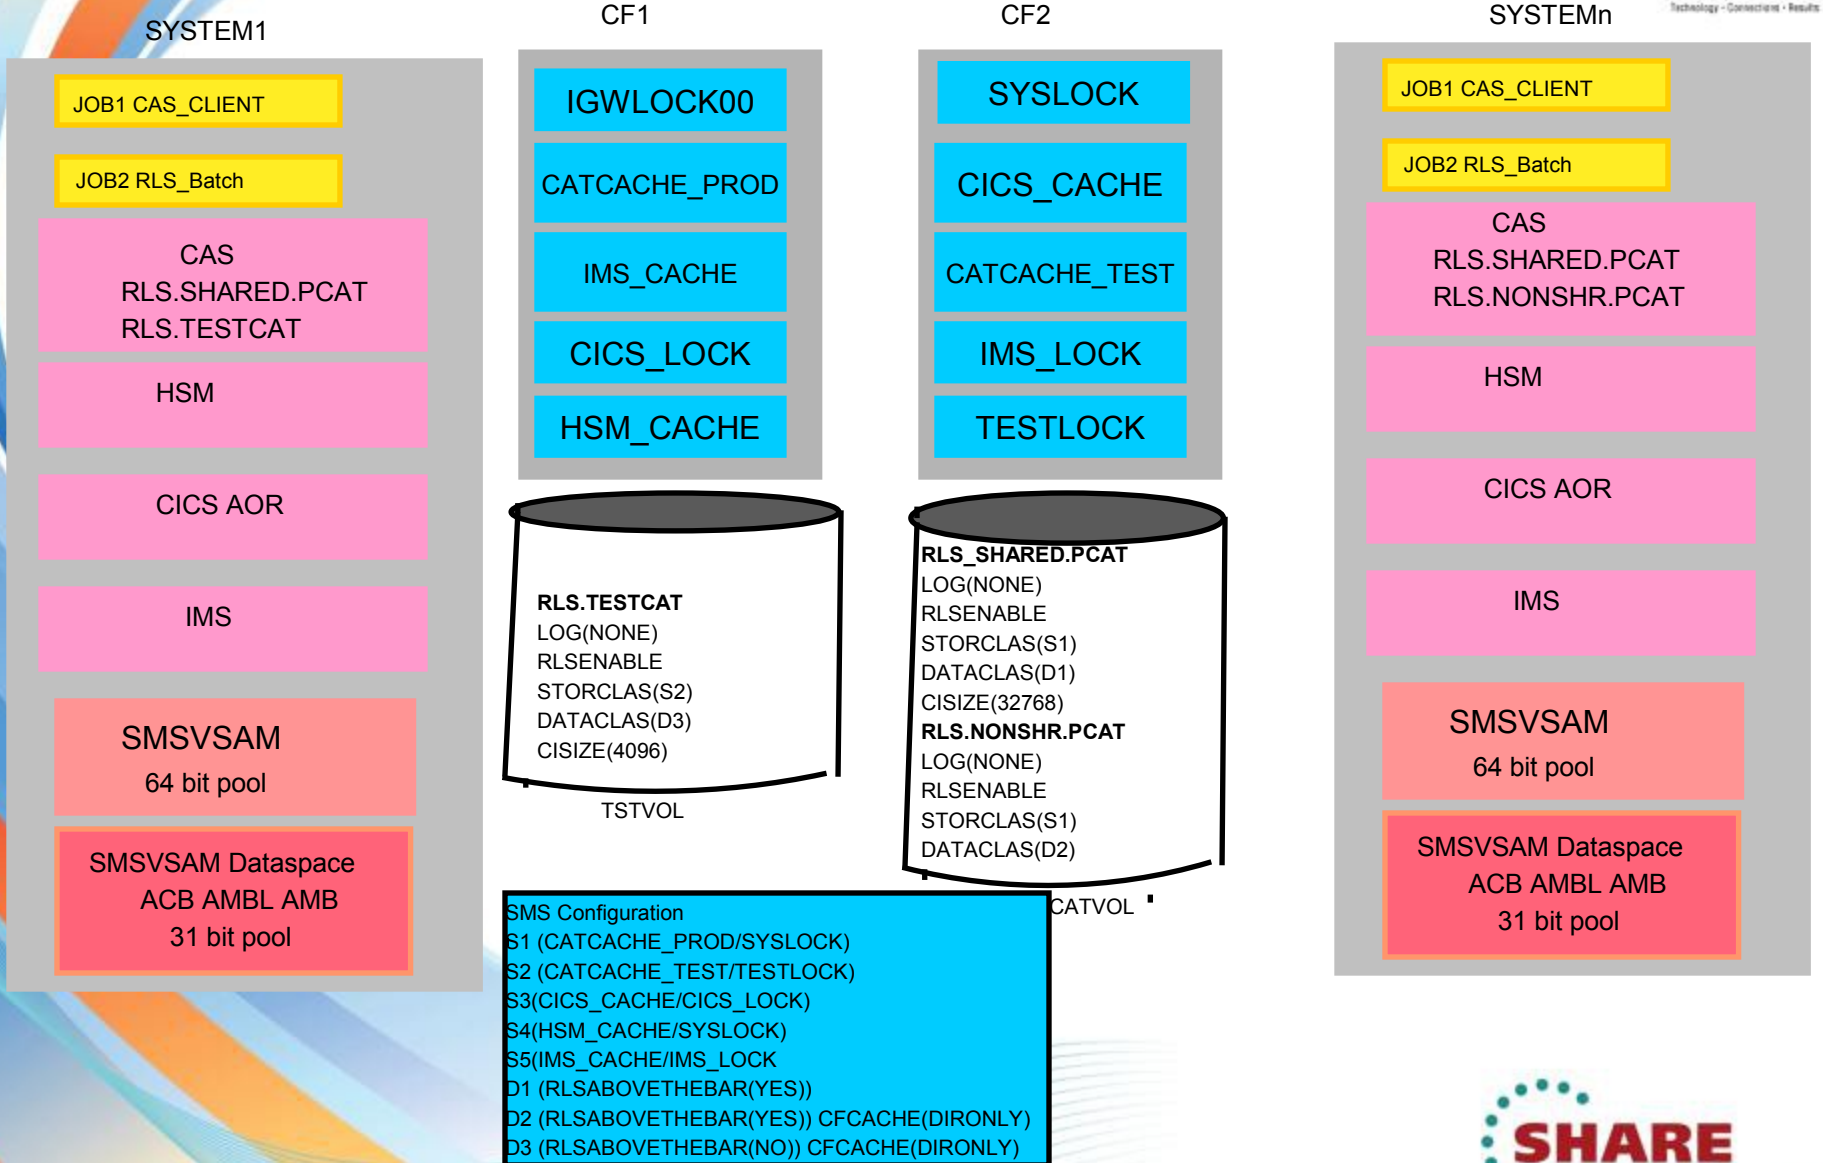 SYSTEM1
JOB1 CAS_CLIENT
JOB2 RLS_Batch
CAS
RLS.SHARED.PCAT
RLS.TESTCAT
HSM
CICS AOR
IMS
SMSVSAM
64 bit pool
SMSVSAM Dataspace
ACB AMBL AMB
31 bit pool
CF1
IGWLOCK00
CATCACHE_PROD
IMS_CACHE
CICS_LOCK
HSM_CACHE
CF2
SYSLOCK
CICS_CACHE
CATCACHE_TEST
IMS_LOCK
TESTLOCK
RLS.TESTCAT
LOG(NONE)
RLSENABLE
STORCLAS(S2)
DATACLAS(D3)
CISIZE(4096)
TSTVOL
RLS_SHARED.PCAT
LOG(NONE)
RLSENABLE
STORCLAS(S1)
DATACLAS(D1)
CISIZE(32768)
RLS.NONSHR.PCAT
LOG(NONE)
RLSENABLE
STORCLAS(S1)
DATACLAS(D2)
CATVOL
SMS Configuration
S1 (CATCACHE_PROD/SYSLOCK)
S2 (CATCACHE_TEST/TESTLOCK)
S3(CICS_CACHE/CICS_LOCK)
S4(HSM_CACHE/SYSLOCK)
S5(IMS_CACHE/IMS_LOCK
D1 (RLSABOVETHEBAR(YES))
D2 (RLSABOVETHEBAR(YES)) CFCACHE(DIRONLY)
D3 (RLSABOVETHEBAR(NO)) CFCACHE(DIRONLY)
SYSTEMn
Technology - Connections - Results
JOB1 CAS_CLIENT
JOB2 RLS_Batch
CAS
RLS.SHARED.PCAT
RLS.NONSHR.PCAT
HSM
CICS AOR
IMS
SMSVSAM
64 bit pool
SMSVSAM Dataspace
ACB AMBL AMB
31 bit pool
SHARE